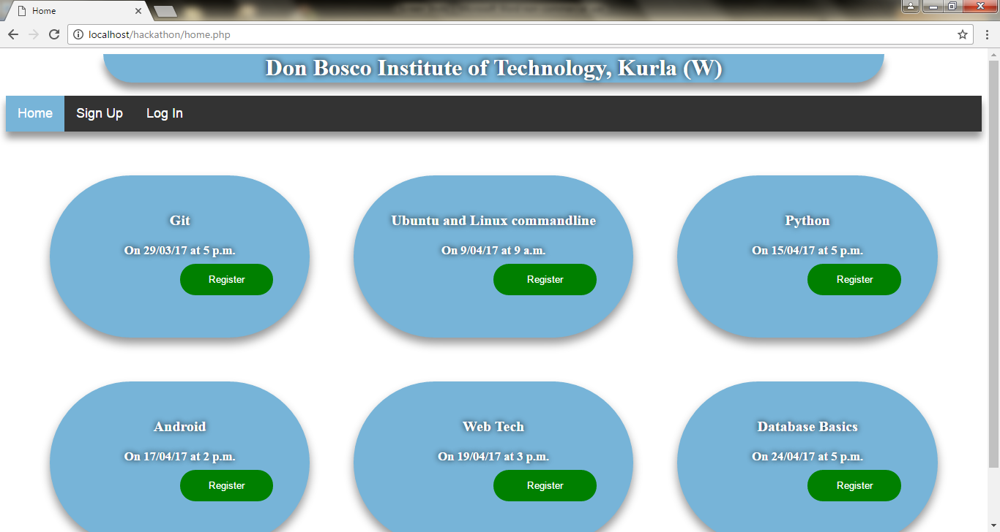 Home
localhost/hackathon/home.php
Don Bosco Institute of Technology, Kurla (W)
Home Sign Up Log In
Git
On 29/03/17 at 5 p.m.
Register
Ubuntu and Linux commandline
On 9/04/17 at 9 a.m.
Register
Python
On 15/04/17 at 5 p.m.
Register
Android
On 17/04/17 at 2 p.m.
Register
Web Tech
On 19/04/17 at 3 p.m.
Register
Database Basics
On 24/04/17 at 5 p.m.
Register